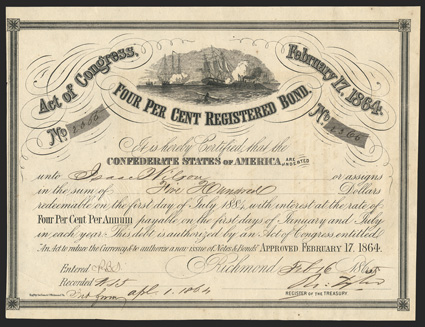 Act of Congress,
February 17, 1864.
FOUR PER CENT REGISTERED BOND.
No
No
It is hereby Certified, that the
CONFEDERATE STATES OF AMERICA, ARE INDEBTED
unto Isaac Wilson or assigns
in the sum of Five Hundred Dollars
redeemable on the first day of July 188 , with interest at the rate of
Four Per Cent Per Annum payable, on the first days of January and July
in each year. This debt is authorized by an Act of Congress entitled
"An Act to reduce the Currency & to authorize a new issue of Notes & Bonds" APPROVED FEBRUARY 17, 1864.
Entered Richmond Feb 186
Recorded
Apl. 1. 1864 REGISTER OF THE TREASURY